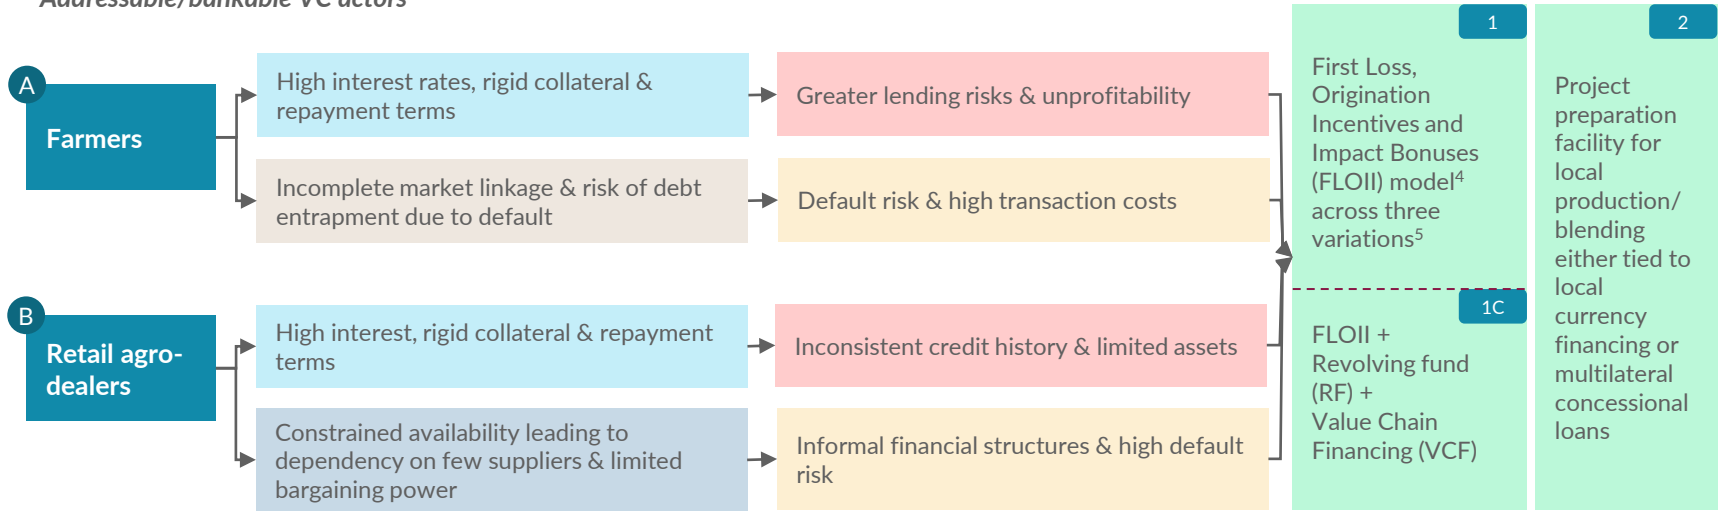 Addressable/bankable VC actors
A
Farmers
High interest rates, rigid collateral &
repayment terms
Greater lending risks & unprofitability
Incomplete market linkage & risk of debt
entrapment due to default
Default risk & high transaction costs
B
Retail agro-
dealers
High interest, rigid collateral & repayment
terms
Inconsistent credit history & limited assets
Constrained availability leading to
dependency on few suppliers & limited
bargaining power
Informal financial structures & high default
risk
1
First Loss,
Origination
Incentives and
Impact Bonuses
(FLOII) model⁴
across three
variations⁵
1C
FLOII +
Revolving fund
(RF) +
Value Chain
Financing (VCF)
2
Project
preparation
facility for
local
production/
blending
either tied to
local
currency
financing or
multilateral
concessional
loans